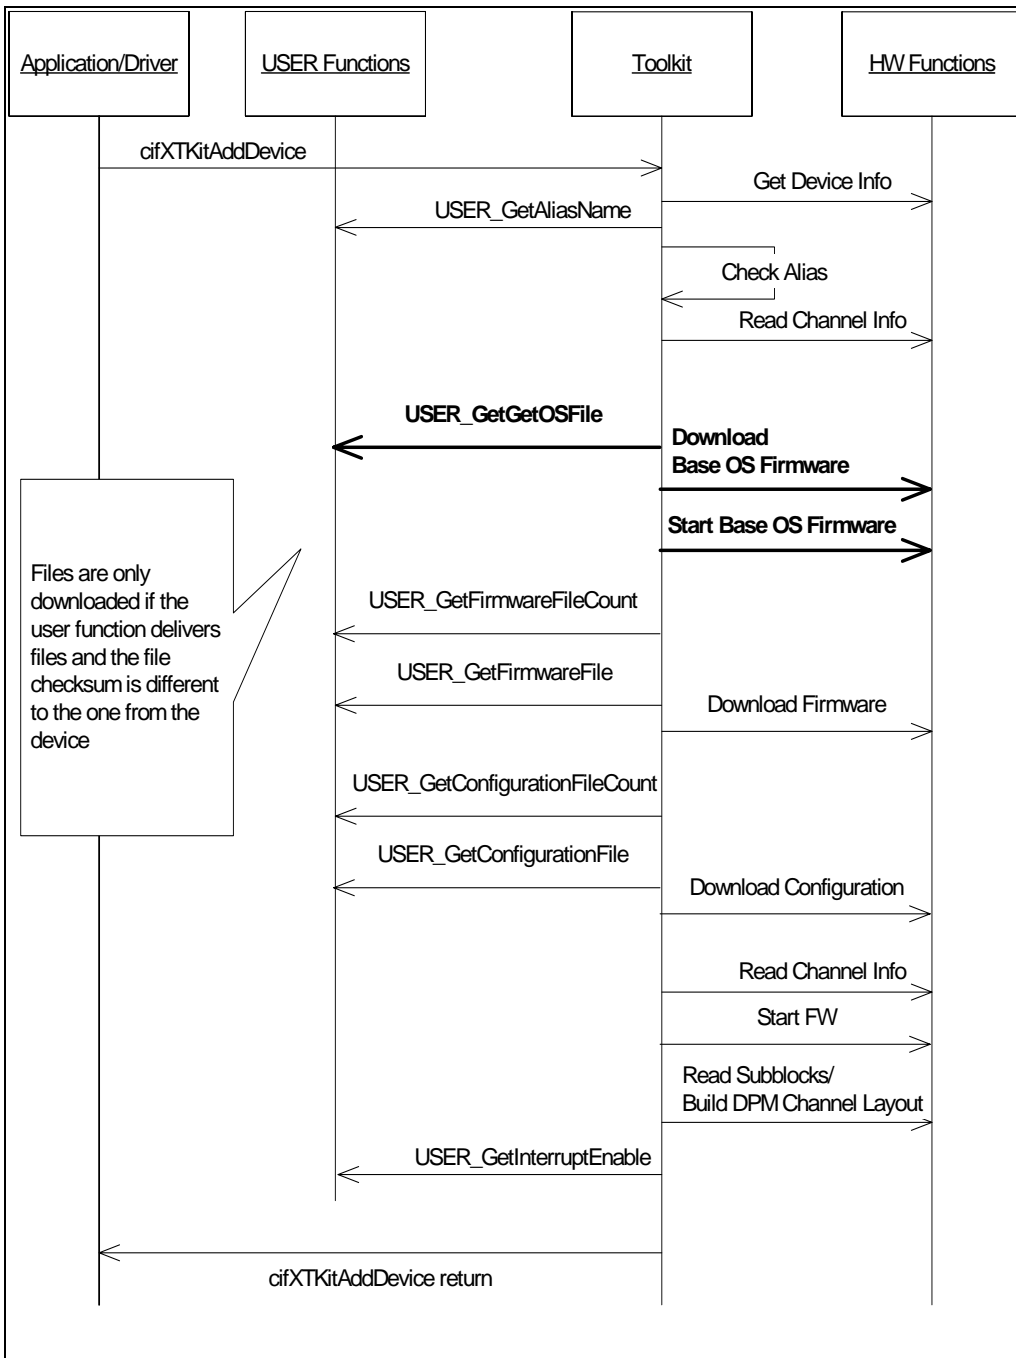 Application/Driver
USER Functions
Toolkit
HW Functions
cifXTKitAddDevice
Get Device Info
USER_GetAliasName
Check Alias
Read Channel Info
USER_GetGetOSFile
Download
Base OS Firmware
Start Base OS Firmware
Files are only
downloaded if the
user function delivers
files and the file
checksum is different
to the one from the
device
USER_GetFirmwareFileCount
USER_GetFirmwareFile
Download Firmware
USER_GetConfigurationFileCount
USER_GetConfigurationFile
Download Configuration
Read Channel Info
Start FW
Read Subblocks/
Build DPM Channel Layout
USER_GetInterruptEnable
cifXTKitAddDevice return